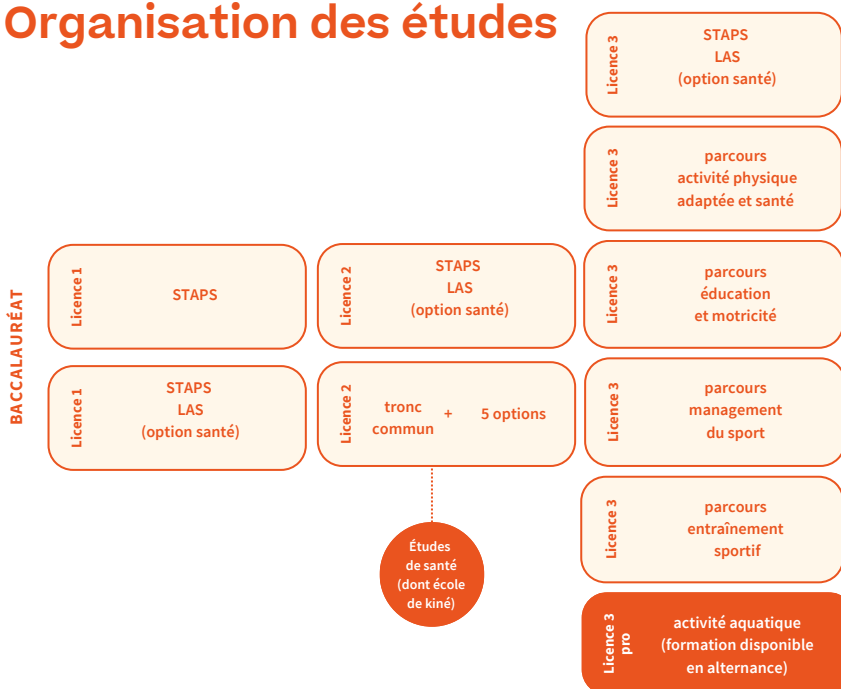 Organisation des études
BACCALAURÉAT
Licence 1
STAPS
Licence 1
STAPS
LAS
(option santé)
Licence 2
STAPS
LAS
(option santé)
Licence 2
tronc
commun
+
5 options
Études
de santé
(dont école
de kiné)
Licence 3
STAPS
LAS
(option santé)
Licence 3
parcours
activité physique
adaptée et santé
Licence 3
parcours
éducation
et motricité
Licence 3
parcours
management
du sport
Licence 3
parcours
entraînement
sportif
Licence 3
pro
activité aquatique
(formation disponible
en alternance)